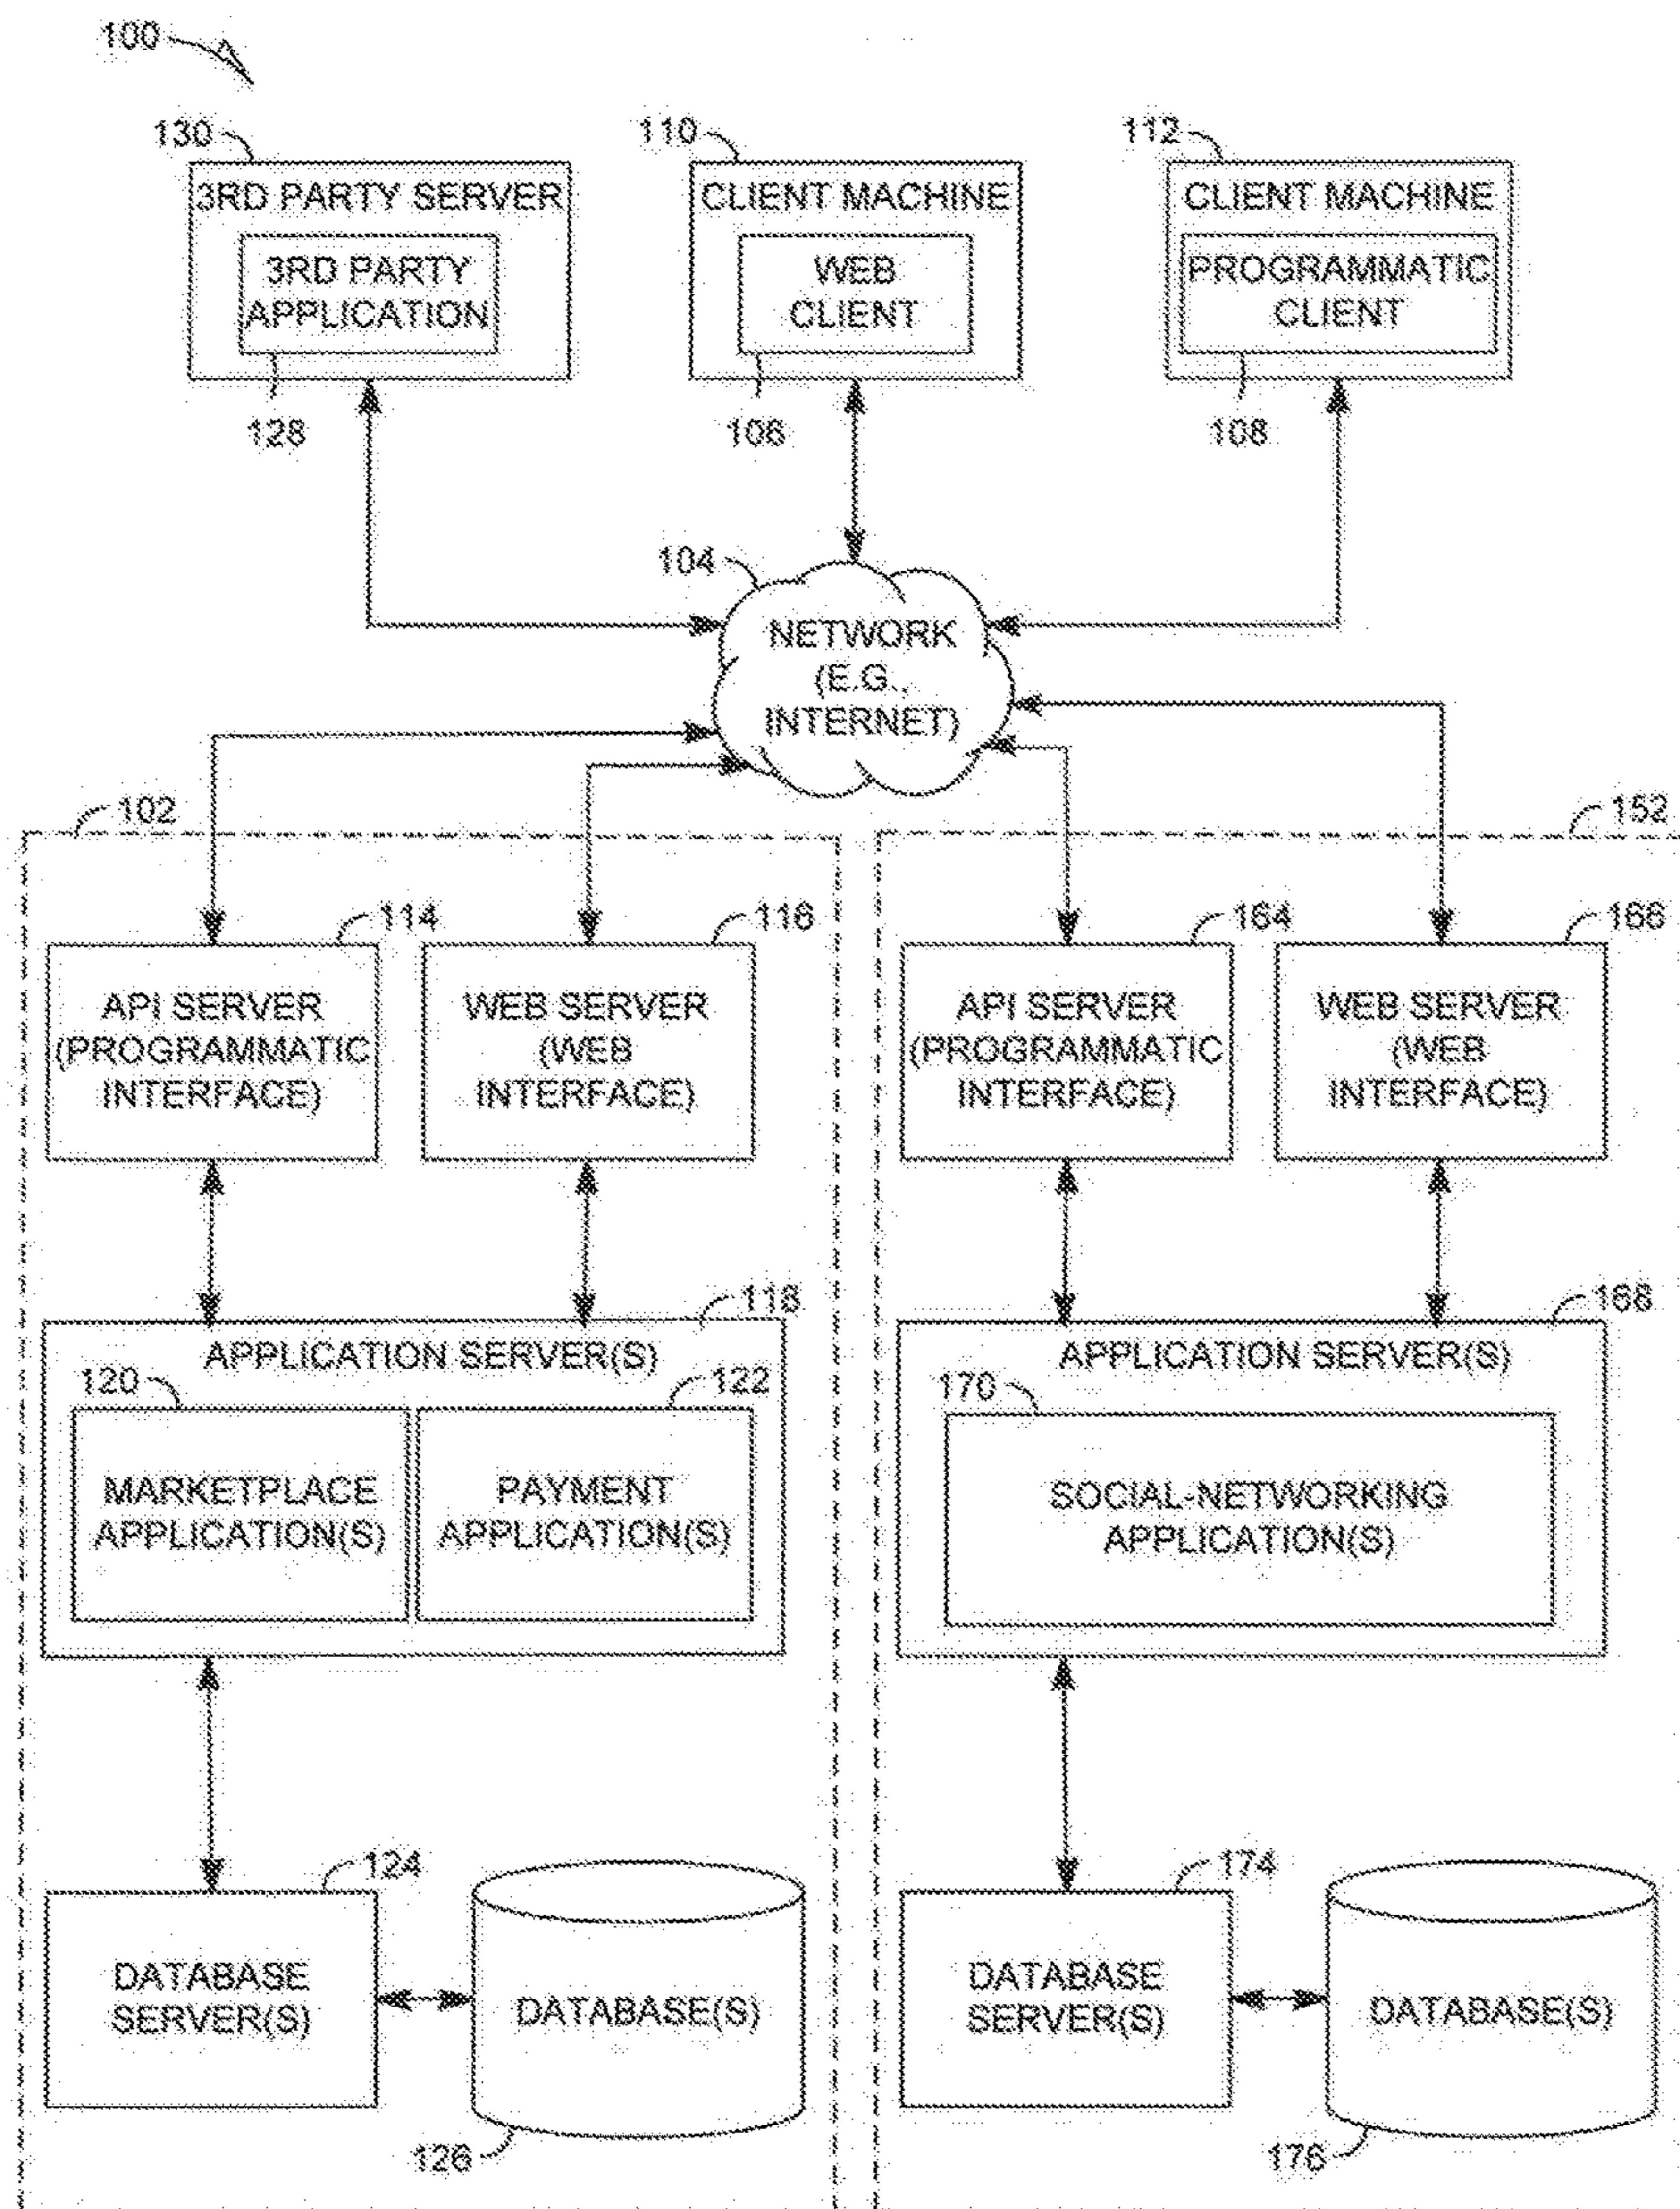 100
130
110
112
3RD PARTY SERVER
3RD PARTY
APPLICATION
128
CLIENT MACHINE
WEB
CLIENT
106
CLIENT MACHINE
PROGRAMMATIC
CLIENT
108
104
NETWORK
(E.G.,
INTERNET)
102
152
114
API SERVER
(PROGRAMMATIC
INTERFACE)
116
WEB SERVER
(WEB
INTERFACE)
164
API SERVER
(PROGRAMMATIC
INTERFACE)
166
WEB SERVER
(WEB
INTERFACE)
118
APPLICATION SERVER(S)
120
122
MARKETPLACE
APPLICATION(S)
PAYMENT
APPLICATION(S)
168
APPLICATION SERVER(S)
170
SOCIAL-NETWORKING
APPLICATION(S)
124
DATABASE
SERVER(S)
DATABASE(S)
126
174
DATABASE
SERVER(S)
DATABASE(S)
176